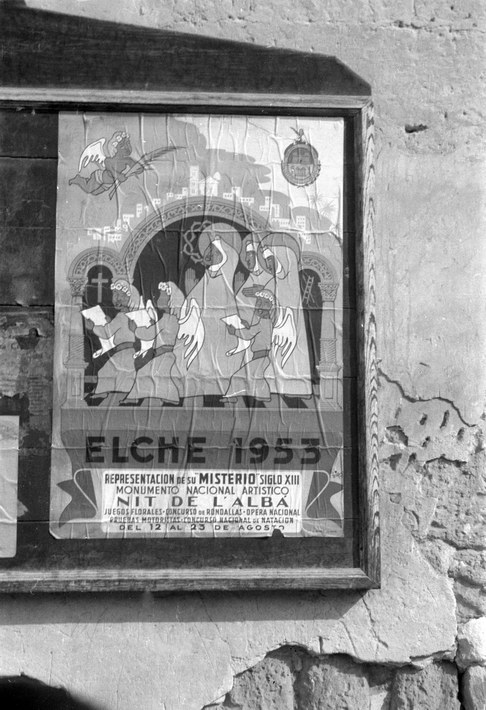 ELCHE 1953
REPRESENTACION DE SU MISTERIO SIGLO XIII
MONUMENTO NACIONAL ARTISTICO
NIT DE L'ALBA
JUEGOS FLORALES · CONCURSO DE RONDALLAS · OPERA NACIONAL
PRUEBAS MOTORISTAS · CONCURSO NACIONAL DE NATACION
DEL 12 AL 23 DE AGOSTO